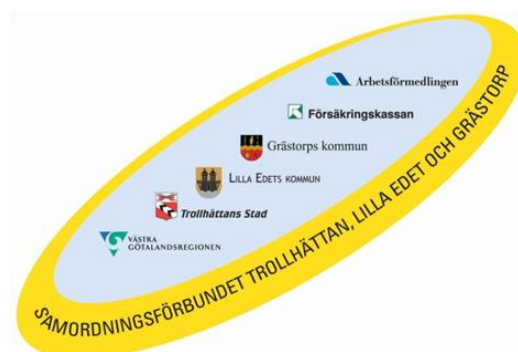 Arbetsförmedlingen
Försäkringskassan
Grästorps kommun
LILLA EDETS KOMMUN
Trollhättans Stad
VÄSTRA
GÖTALANDSREGIONEN
SAMORDNINGSFÖRBUNDET TROLLHÄTTAN, LILLA EDET OCH GRÄSTORP